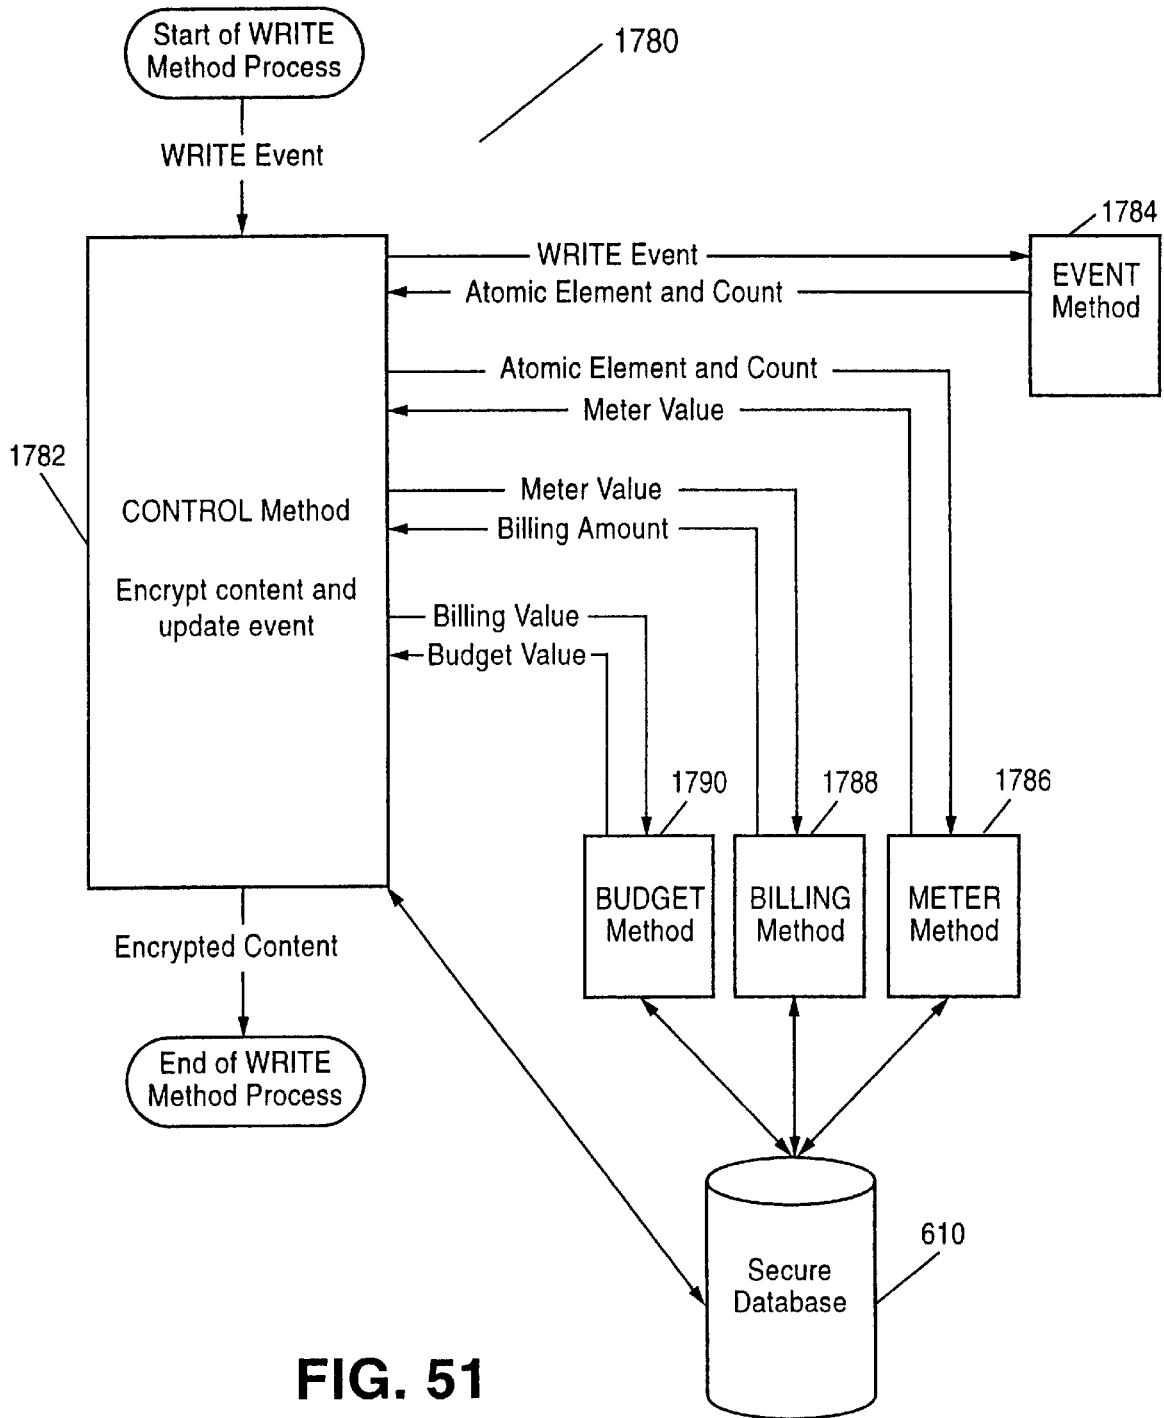 Start of WRITE
Method Process
1780
WRITE Event
1784
WRITE Event
EVENT
Method
Atomic Element and Count
Atomic Element and Count
Meter Value
1782
CONTROL Method
Encrypt content and
update event
Meter Value
Billing Amount
Billing Value
Budget Value
1790
1788
1786
BUDGET
Method
BILLING
Method
METER
Method
Encrypted Content
End of WRITE
Method Process
610
Secure
Database
FIG. 51